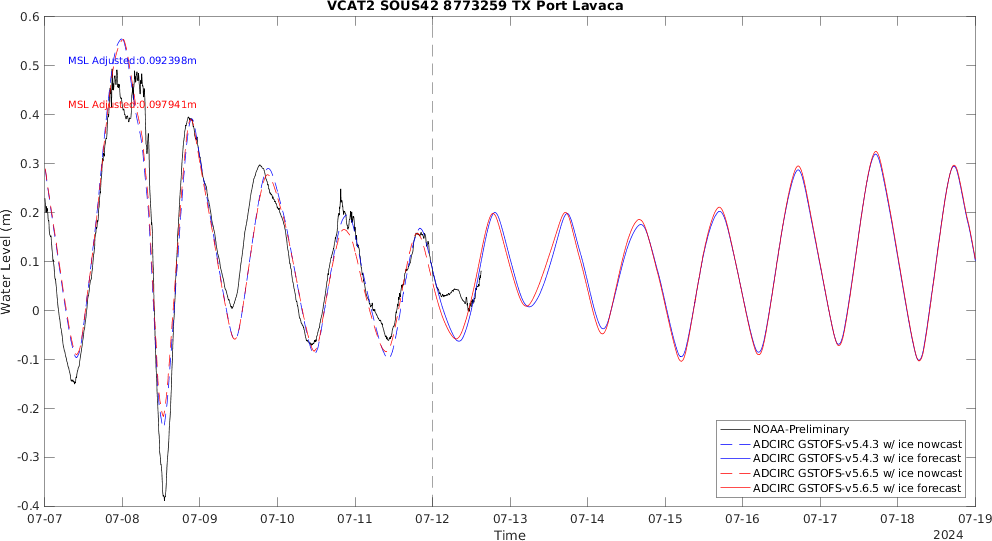 VCAT2 SOUS42 8773259 TX Port Lavaca
0.6
0.5
0.4
0.3
0.2
0.1
0
-0.1
-0.2
-0.3
-0.4
Water Level (m)
MSL Adjusted:0.092398m
MSL Adjusted:0.097941m
NOAA-Preliminary
ADCIRC GSTOFS-v5.4.3 w/ ice nowcast
ADCIRC GSTOFS-v5.4.3 w/ ice forecast
ADCIRC GSTOFS-v5.6.5 w/ ice nowcast
ADCIRC GSTOFS-v5.6.5 w/ ice forecast
07-07 07-08 07-09 07-10 07-11 07-12 07-13 07-14 07-15 07-16 07-17 07-18 07-19
Time
2024